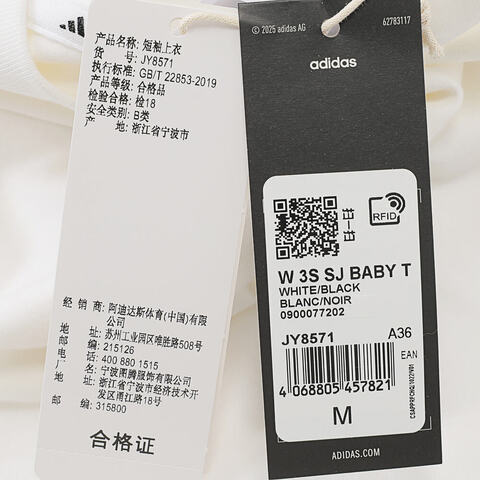 产品名称: 短袖上衣
货 号: JY8571
执行标准: GB/T 22853-2019
产品等级: 合格品
检验合格: 检18
安全类别: B类
产 地: 浙江省宁波市
经 销 商: 阿迪达斯体育(中国)有限
公司
地 址: 苏州工业园区唯胜路508号
邮 编: 215126
电 话: 400 880 1515
厂 名: 宁波图腾服饰有限公司
厂 址: 浙江省宁波市经济技术开
发区甬江路18号
邮 编: 315800
合格证
© 2025 adidas AG
62783117
adidas
RFID
W 3S SJ BABY T
WHITE/BLACK
BLANC/NOIR
0900077202
JY8571 A36
EAN
4 068805 457821
M
ADIDAS.COM